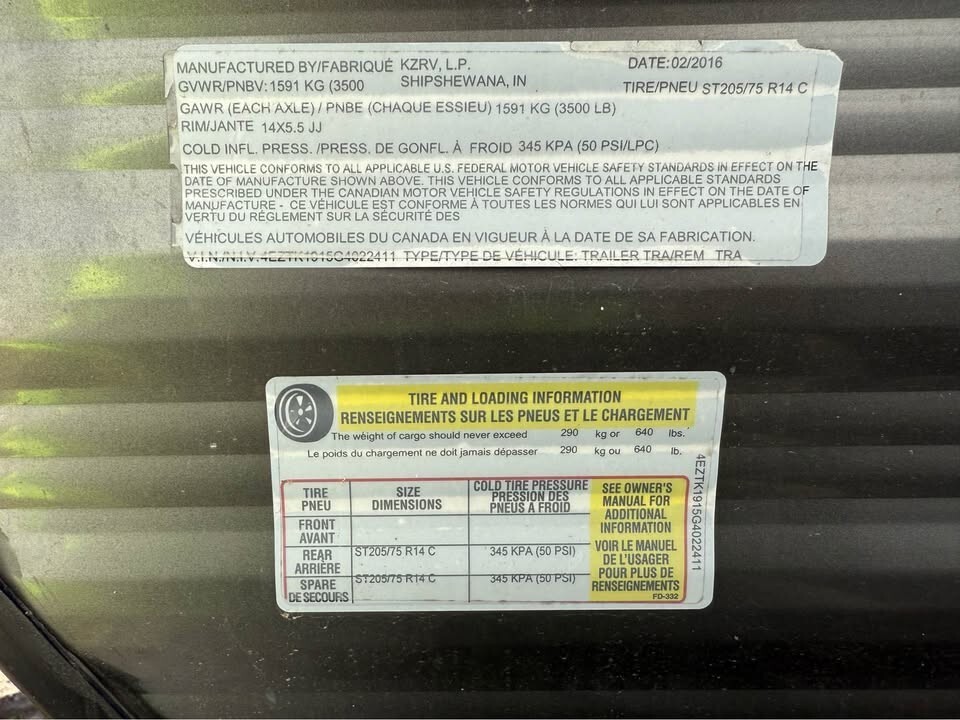 MANUFACTURED BY/FABRIQUÉ KZRV, L.P. DATE:02/2016
GVWR/PNBV: 1591 KG (3500 SHIPSHEWANA, IN TIRE/PNEU ST205/75 R14 C
GAWR (EACH AXLE) / PNBE (CHAQUE ESSIEU) 1591 KG (3500 LB)
RIM/JANTE 14X5.5 JJ
COLD INFL. PRESS. /PRESS. DE GONFL. À FROID 345 KPA (50 PSI/LPC)
THIS VEHICLE CONFORMS TO ALL APPLICABLE U.S. FEDERAL MOTOR VEHICLE SAFETY STANDARDS IN EFFECT ON THE
DATE OF MANUFACTURE SHOWN ABOVE. THIS VEHICLE CONFORMS TO ALL APPLICABLE STANDARDS
PRESCRIBED UNDER THE CANADIAN MOTOR VEHICLE SAFETY REGULATIONS IN EFFECT ON THE DATE OF
MANUFACTURE - CE VÉHICULE EST CONFORME À TOUTES LES NORMES QUI LUI SONT APPLICABLES EN
VERTU DU RÉGLEMENT SUR LA SÉCURITÉ DES
VÉHICULES AUTOMOBILES DU CANADA EN VIGUEUR À LA DATE DE SA FABRICATION.
V.I.N./N.I.V.4EZTK1915G4022411 TYPE/TYPE DE VÉHICULE: TRAILER TRA/REM TRA
TIRE AND LOADING INFORMATION
RENSEIGNEMENTS SUR LES PNEUS ET LE CHARGEMENT
The weight of cargo should never exceed 290 kg or 640 lbs.
Le poids du chargement ne doit jamais dépasser 290 kg ou 640 lb.
TIRE
PNEU
SIZE
DIMENSIONS
COLD TIRE PRESSURE
PRESSION DES
PNEUS A FROID
FRONT
AVANT
REAR
ARRIÈRE
ST205/75 R14 C 345 KPA (50 PSI)
SPARE
DE SECOURS
ST205/75 R14 C 345 KPA (50 PSI)
SEE OWNER'S
MANUAL FOR
ADDITIONAL
INFORMATION
VOIR LE MANUEL
DE L'USAGER
POUR PLUS DE
RENSEIGNEMENTS
FD-332
4EZTK1915G4022411